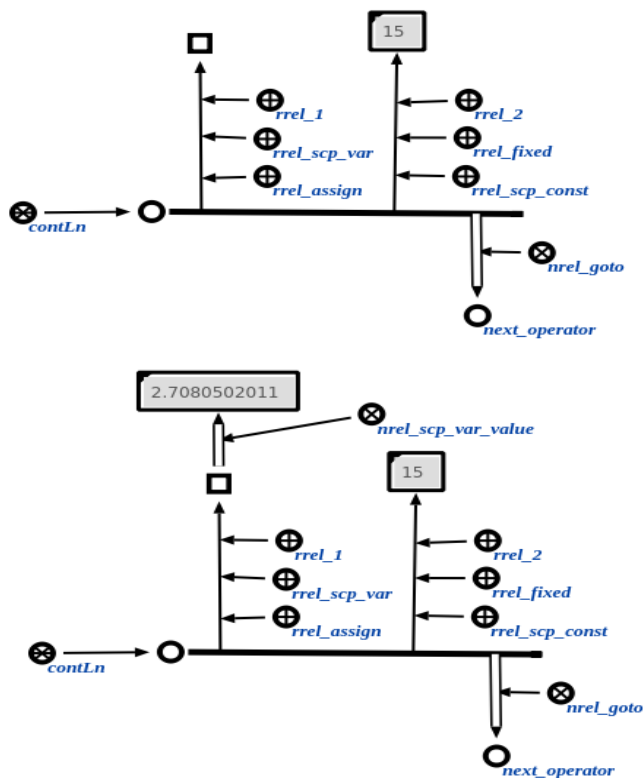 15
rrel_1
rrel_2
rrel_scp_var
rrel_fixed
rrel_assign
rrel_scp_const
contLn
nrel_goto
next_operator
2.7080502011
nrel_scp_var_value
15
rrel_1
rrel_2
rrel_scp_var
rrel_fixed
rrel_assign
rrel_scp_const
contLn
nrel_goto
next_operator